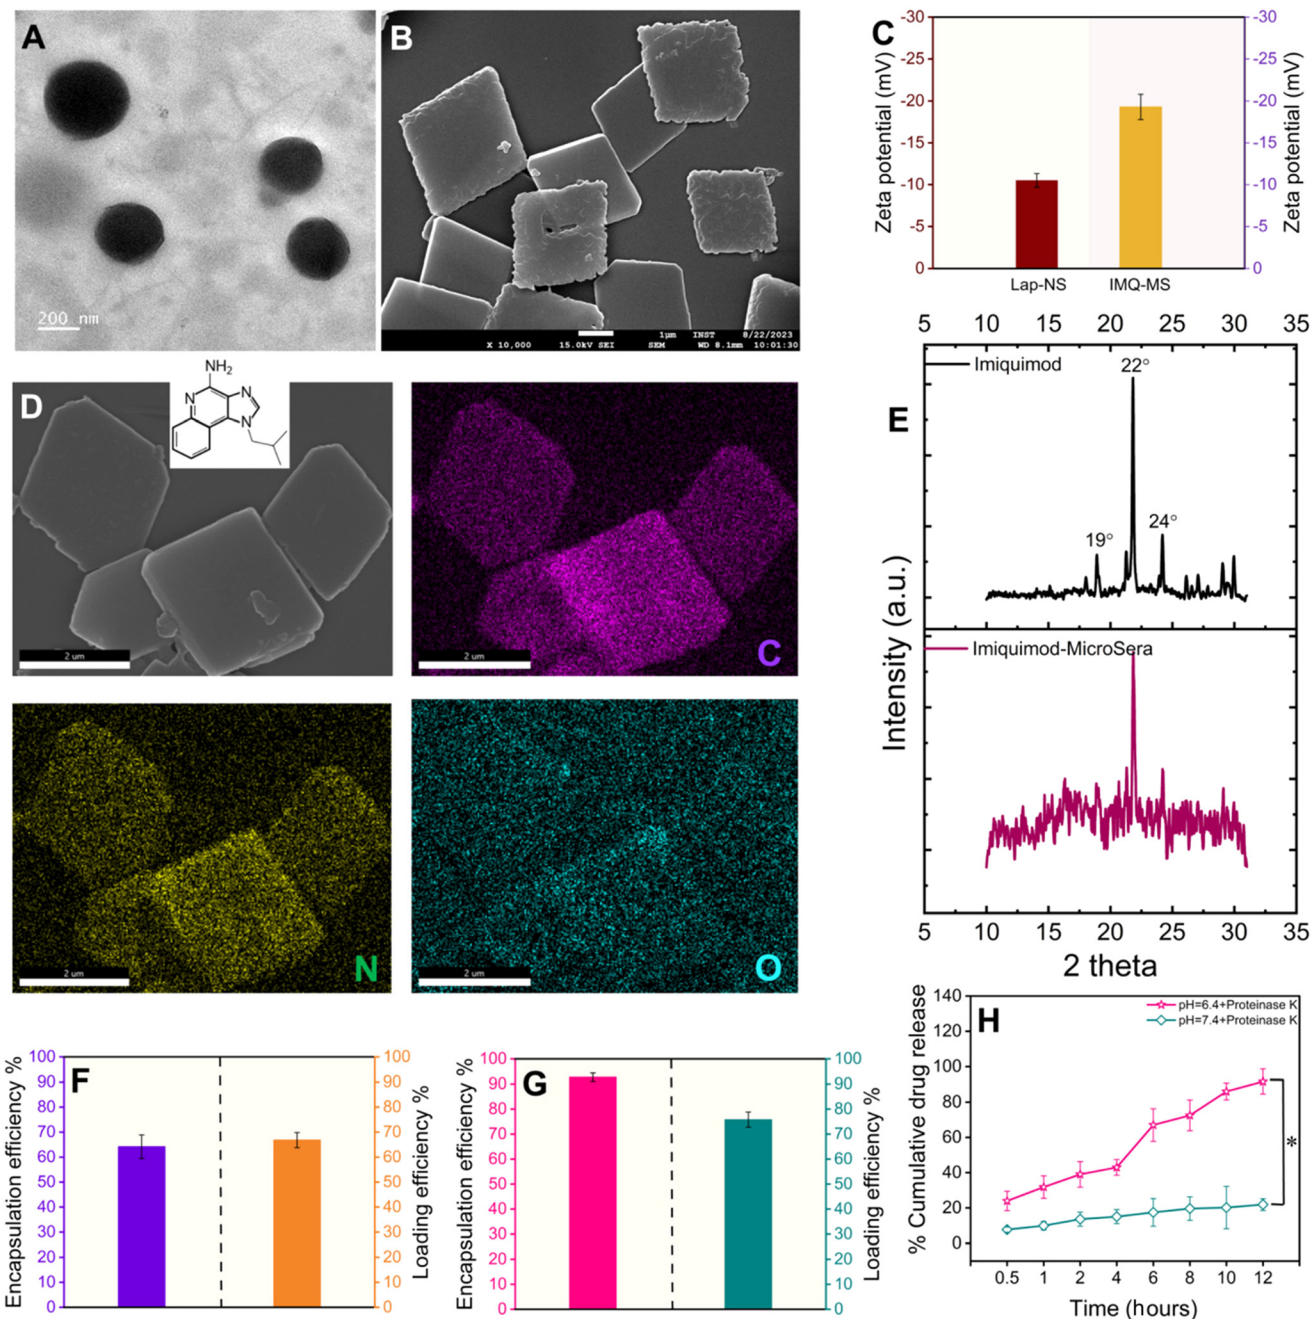 A
200 nm
B
1μm INST 8/22/2023
X 10,000 15.0kV SEI SEM WD 8.1mm 10:01:30
C
Zeta potential (mV)
-30
-25
-20
-15
-10
-5
0
Lap-NS
IMQ-MS
-30
-25
-20
-15
-10
-5
0
Zeta potential (mV)
D
NH₂
N
N
N
2 um
2 um
C
2 um
N
2 um
O
5 10 15 20 25 30 35
E
Imiquimod
22°
19°
24°
Imiquimod-MicroSera
Intensity (a.u.)
5 10 15 20 25 30 35
2 theta
F
Encapsulation efficiency %
100
90
80
70
60
50
40
30
20
10
0
100
90
80
70
60
50
40
30
20
10
0
Loading efficiency %
G
Encapsulation efficiency %
100
90
80
70
60
50
40
30
20
10
0
100
90
80
70
60
50
40
30
20
10
0
Loading efficiency %
H
% Cumulative drug release
140
120
100
80
60
40
20
0
pH=6.4+Proteinase K
pH=7.4+Proteinase K
*
0.5 1 2 4 6 8 10 12
Time (hours)